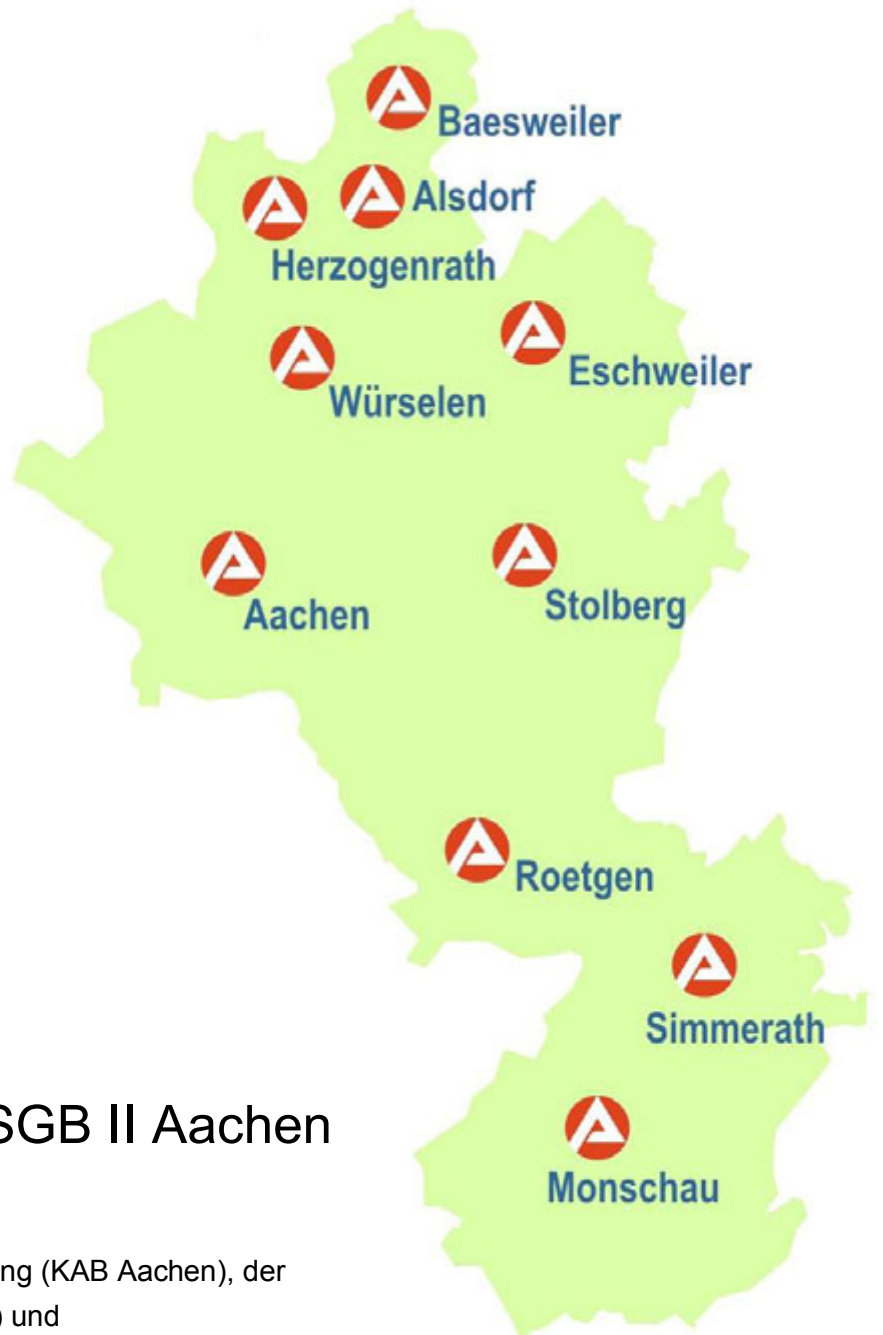 Baesweiler
Alsdorf
Herzogenrath
Eschweiler
Würselen
Aachen
Stolberg
Roetgen
Simmerath
SGB II Aachen
Monschau
ng (KAB Aachen), der
) und